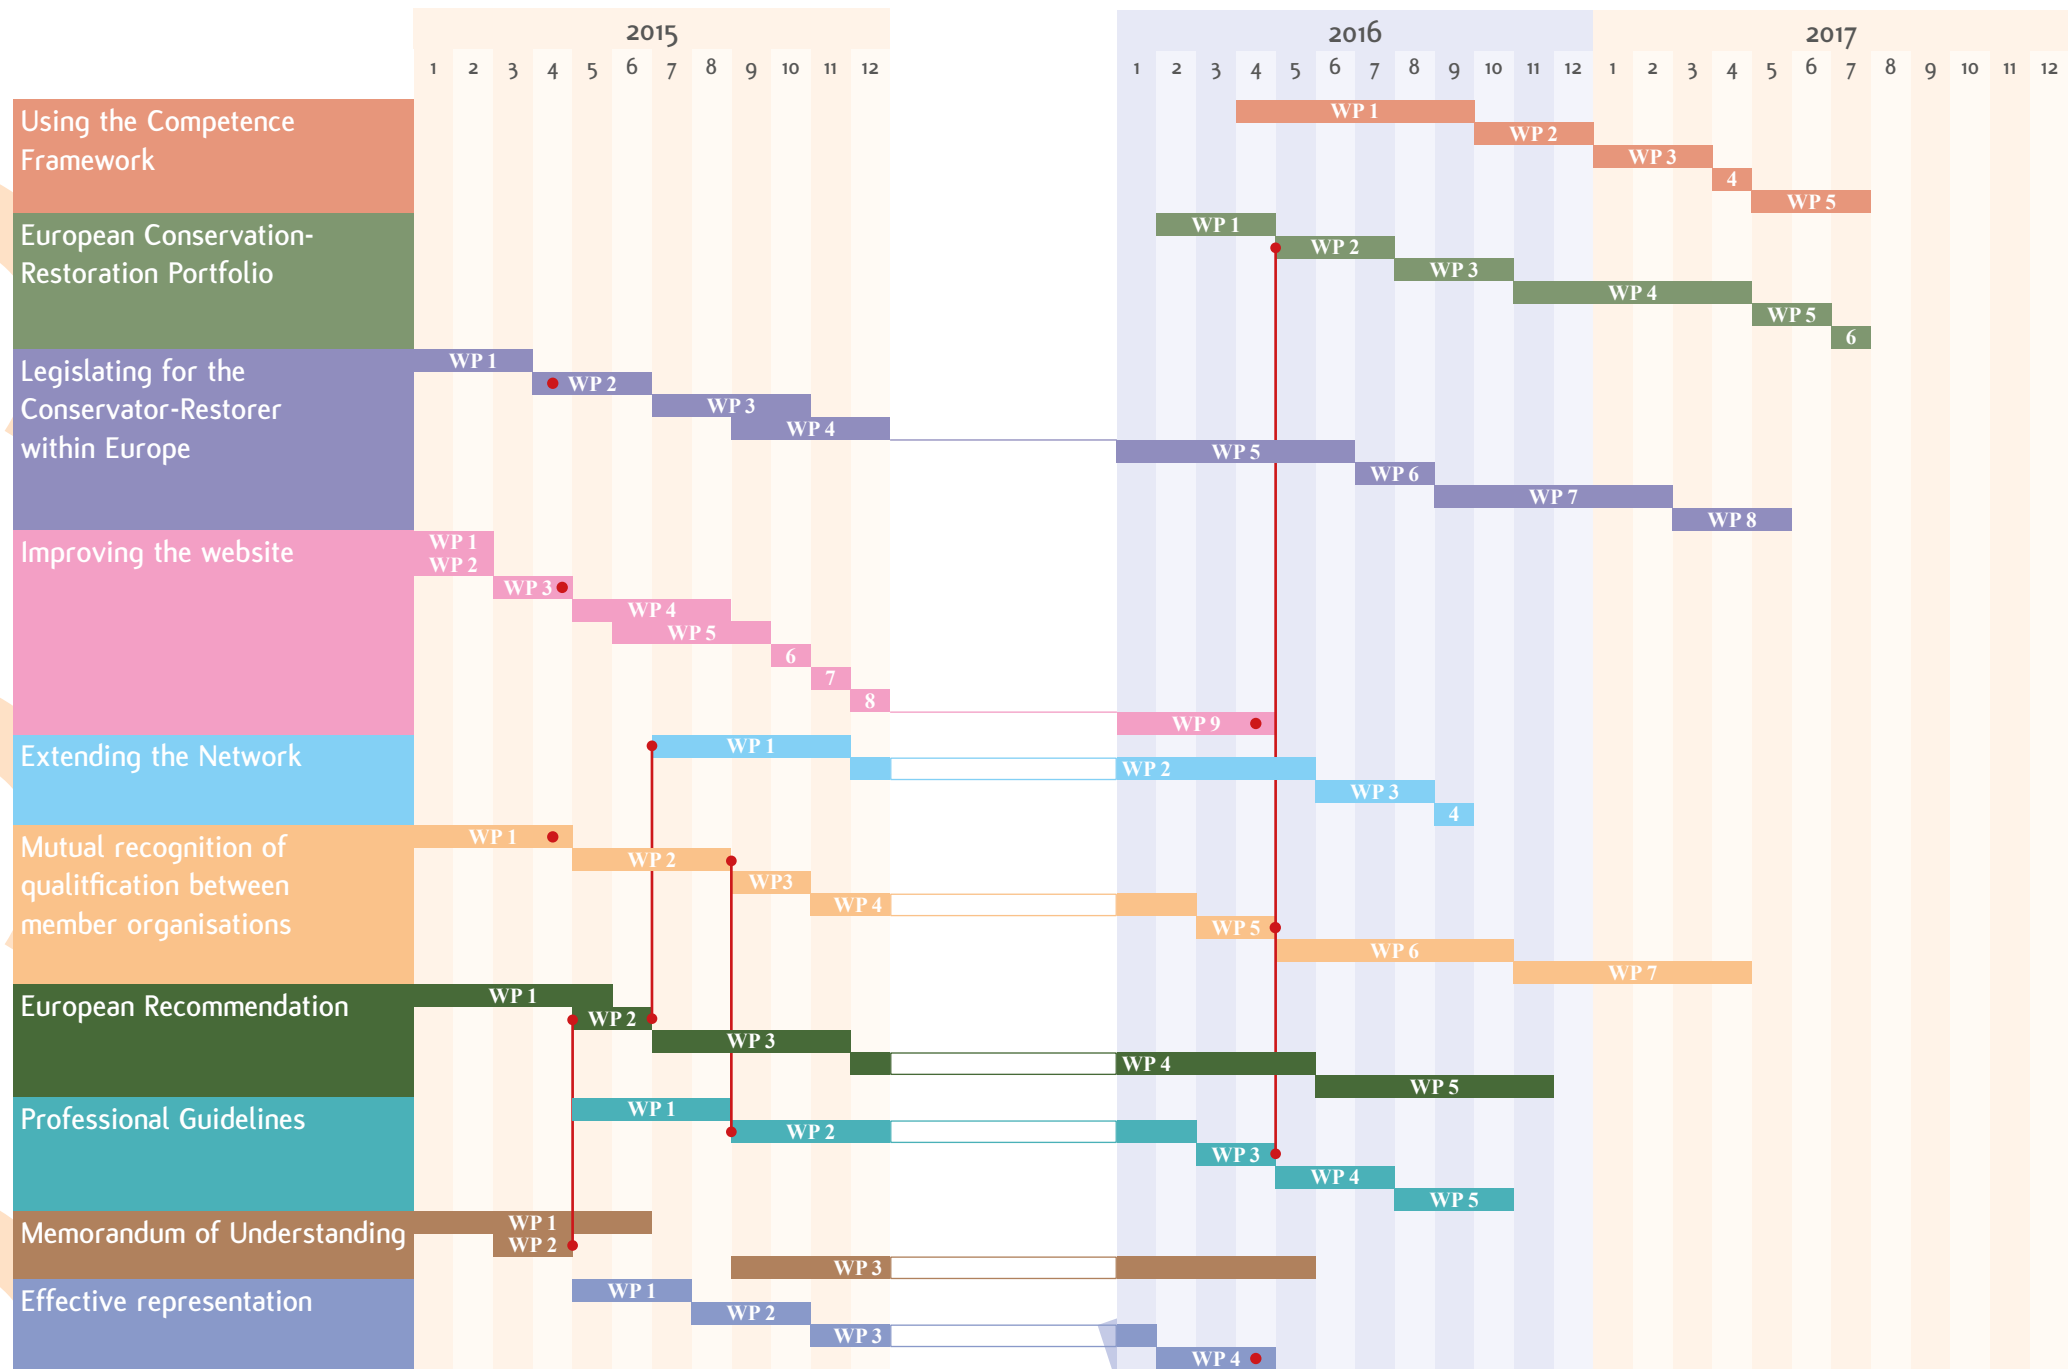 2015 2016 2017
1 2 3 4 5 6 7 8 9 10 11 12 1 2 3 4 5 6 7 8 9 10 11 12 1 2 3 4 5 6 7 8 9 10 11 12
Using the Competence
Framework
WP 1
WP 2
WP 3
4
WP 5
European Conservation-
Restoration Portfolio
WP 1
WP 2
WP 3
WP 4
WP 5
6
Legislating for the
Conservator-Restorer
within Europe
WP 1
WP 2
WP 3
WP 4
WP 5
WP 6
WP 7
WP 8
Improving the website
WP 1
WP 2
WP 3
WP 4
WP 5
6
7
8
WP 9
Extending the Network
WP 1
WP 2
WP 3
4
Mutual recognition of
qualitfication between
member organisations
WP 1
WP 2
WP3
WP 4
WP 5
WP 6
WP 7
European Recommendation
WP 1
WP 2
WP 3
WP 4
WP 5
Professional Guidelines
WP 1
WP 2
WP 3
WP 4
WP 5
Memorandum of Understanding
WP 1
WP 2
WP 3
Effective representation
WP 1
WP 2
WP 3
WP 4